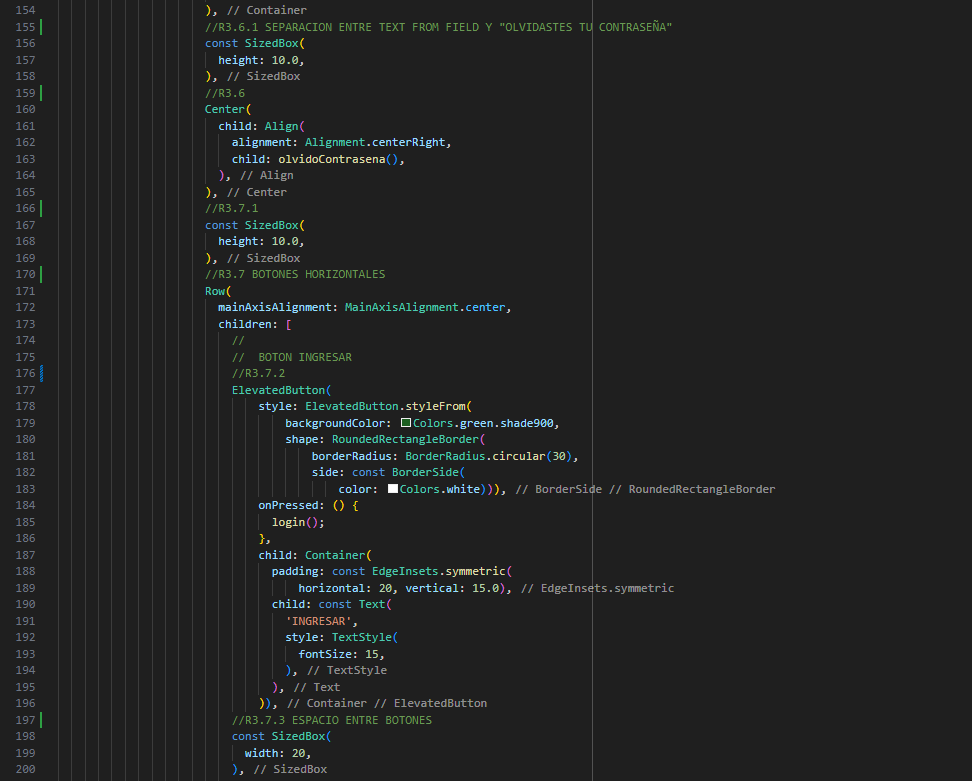 154 ), // Container
155 //R3.6.1 SEPARACION ENTRE TEXT FROM FIELD Y "OLVIDASTES TU CONTRASEÑA"
156 const SizedBox(
157 height: 10.0,
158 ), // SizedBox
159 //R3.6
160 Center(
161 child: Align(
162 alignment: Alignment.centerRight,
163 child: olvidoContrasena(),
164 ), // Align
165 ), // Center
166 //R3.7.1
167 const SizedBox(
168 height: 10.0,
169 ), // SizedBox
170 //R3.7 BOTONES HORIZONTALES
171 Row(
172 mainAxisAlignment: MainAxisAlignment.center,
173 children: [
174 //
175 //  BOTON INGRESAR
176 //R3.7.2
177 ElevatedButton(
178 style: ElevatedButton.styleFrom(
179 backgroundColor: Colors.green.shade900,
180 shape: RoundedRectangleBorder(
181 borderRadius: BorderRadius.circular(30),
182 side: const BorderSide(
183 color: Colors.white))), // BorderSide // RoundedRectangleBorder
184 onPressed: () {
185 login();
186 },
187 child: Container(
188 padding: const EdgeInsets.symmetric(
189 horizontal: 20, vertical: 15.0), // EdgeInsets.symmetric
190 child: const Text(
191 'INGRESAR',
192 style: TextStyle(
193 fontSize: 15,
194 ), // TextStyle
195 ), // Text
196 )), // Container // ElevatedButton
197 //R3.7.3 ESPACIO ENTRE BOTONES
198 const SizedBox(
199 width: 20,
200 ), // SizedBox